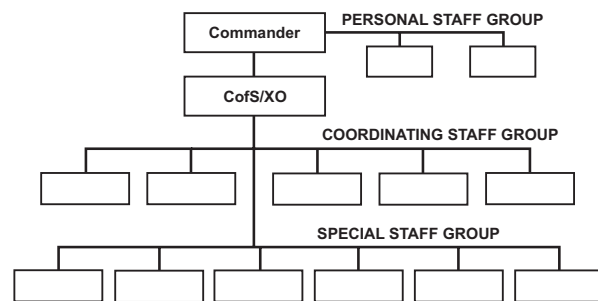 PERSONAL STAFF GROUP
Commander
CofS/XO
COORDINATING STAFF GROUP
SPECIAL STAFF GROUP